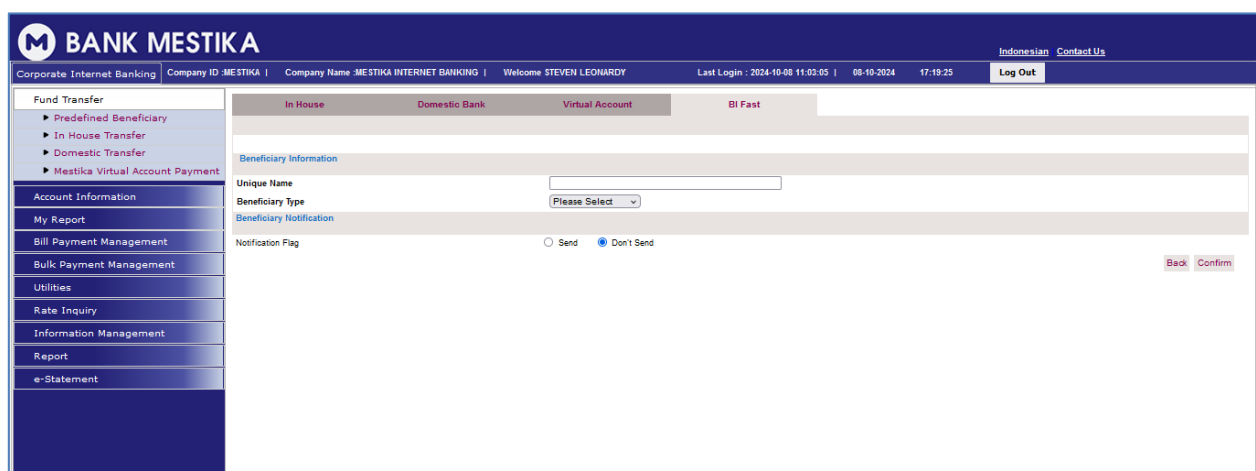 M BANK MESTIKA
Indonesian Contact Us
Corporate Internet Banking Company ID :MESTIKA | Company Name :MESTIKA INTERNET BANKING | Welcome STEVEN LEONARDY Last Login : 2024-10-08 11:03:05 | 08-10-2024 17:19:25 Log Out
Fund Transfer
Predefined Beneficiary
In House Transfer
Domestic Transfer
Mestika Virtual Account Payment
Account Information
My Report
Bill Payment Management
Bulk Payment Management
Utilities
Rate Inquiry
Information Management
Report
e-Statement
In House Domestic Bank Virtual Account BI Fast
Beneficiary Information
Unique Name
Beneficiary Type Please Select
Beneficiary Notification
Notification Flag Send Don't Send
Back Confirm